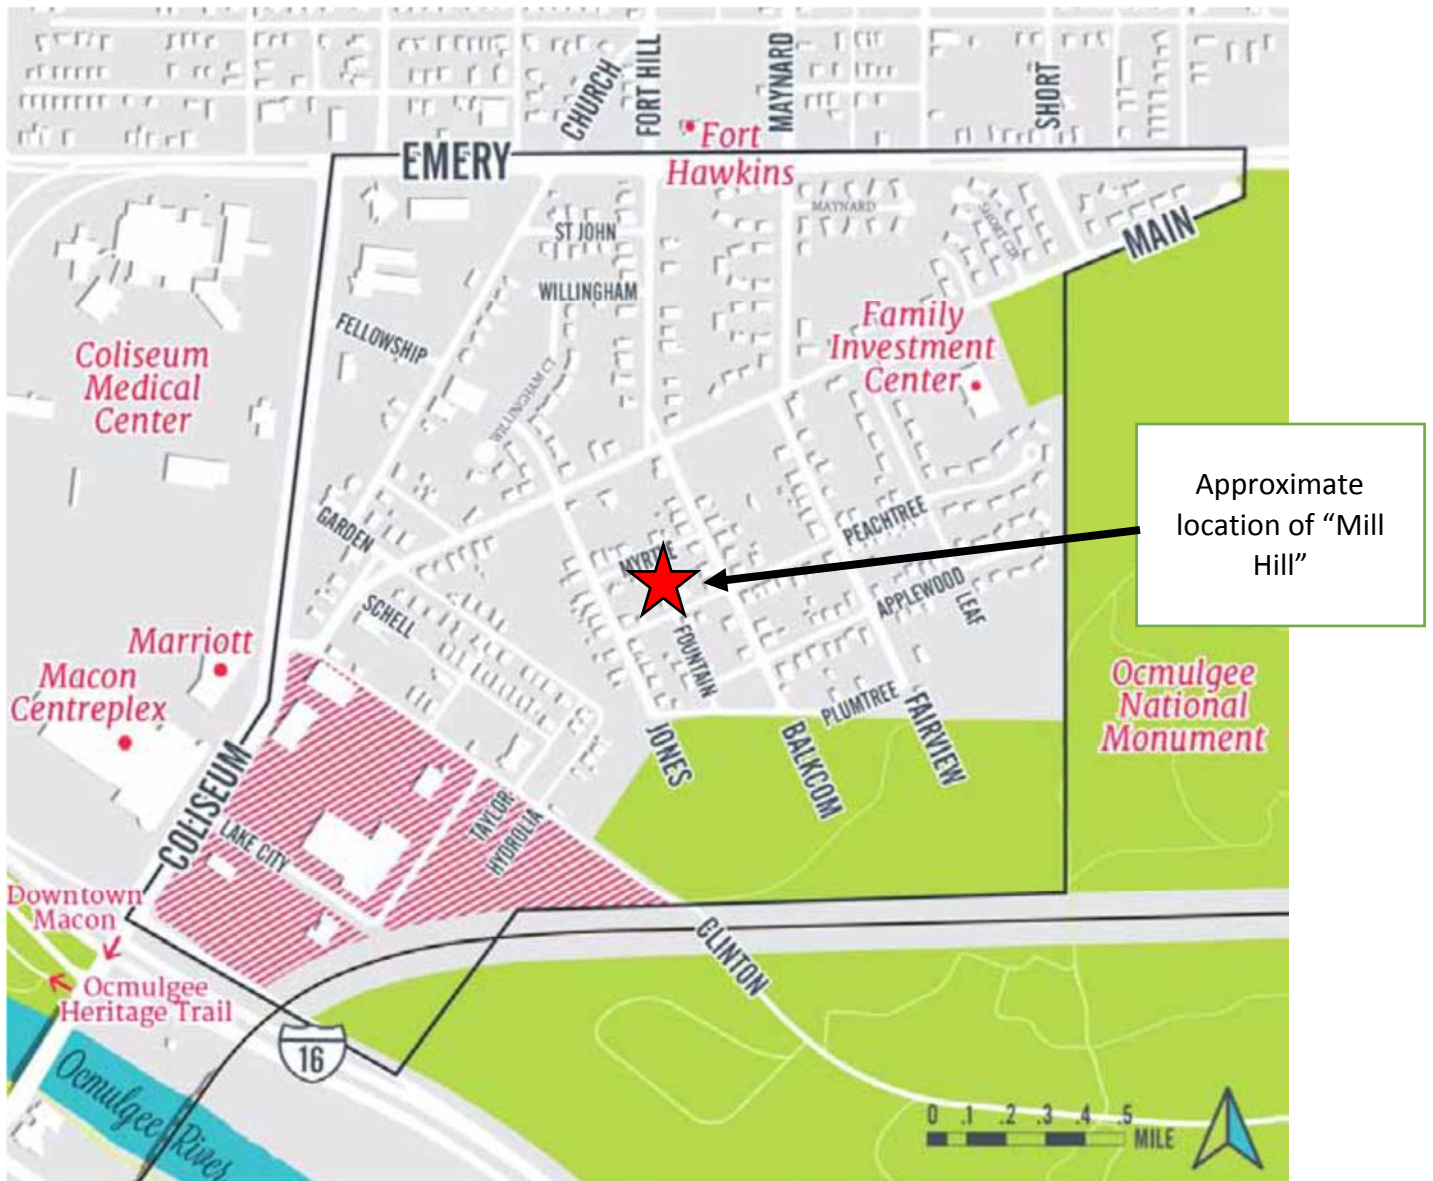 CHURCH
FORT HILL
MAYNARD
SHORT
Fort
Hawkins
EMERY
MAYNARD
SHORT CIR
MAIN
ST JOHN
WILLINGHAM
FELLOWSHIP
WILLINGHAM CT
Family
Investment
Center
Coliseum
Medical
Center
Approximate
location of “Mill
Hill”
GARDEN
PEACHTREE
MYRTLE
APPLEWOOD
LEAF
SCHELL
FOUNTAIN
Marriott
Macon
Centreplex
Ocmulgee
National
Monument
PLUMTREE
FAIRVIEW
JONES
BALKCOM
COLISEUM
TAYLOR
HYDROLIA
LAKE CITY
Downtown
Macon
CLINTON
Ocmulgee
Heritage Trail
16
Ocmulgee River
0 .1 .2 .3 .4 .5
MILE